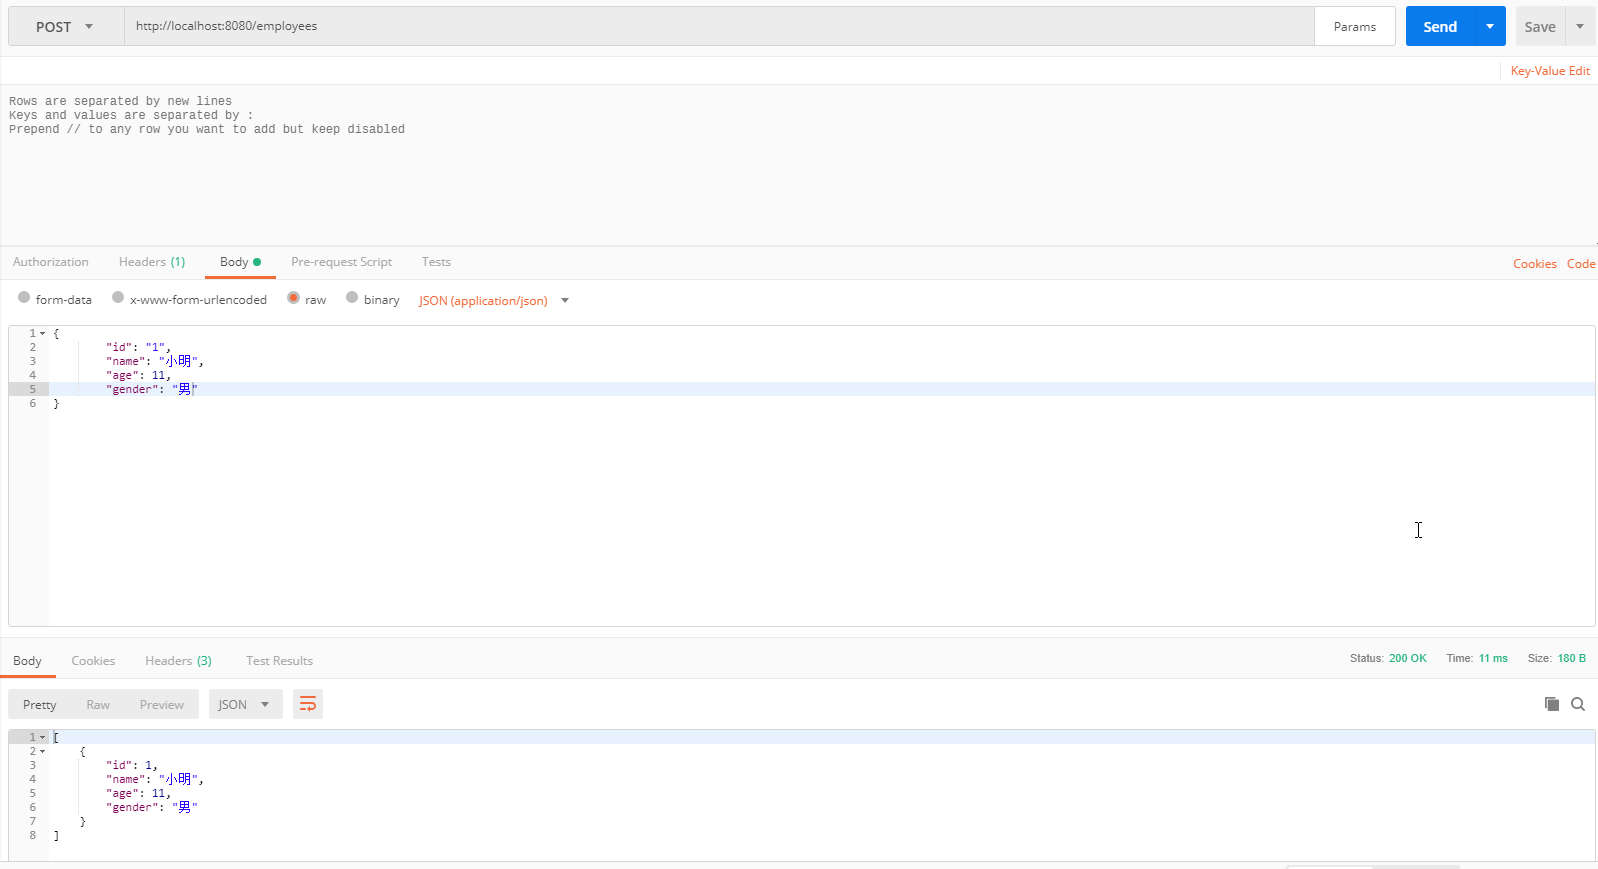 POST http://localhost:8080/employees Params Send Save
Key-Value Edit
Rows are separated by new lines
Keys and values are separated by :
Prepend // to any row you want to add but keep disabled
Authorization Headers (1) Body Pre-request Script Tests Cookies Code
form-data x-www-form-urlencoded raw binary JSON (application/json)
1 {
2 "id": "1",
3 "name": "小明",
4 "age": 11,
5 "gender": "男"
6 }
Body Cookies Headers (3) Test Results Status: 200 OK Time: 11 ms Size: 180 B
Pretty Raw Preview JSON
1 [
2 {
3 "id": 1,
4 "name": "小明",
5 "age": 11,
6 "gender": "男"
7 }
8 ]